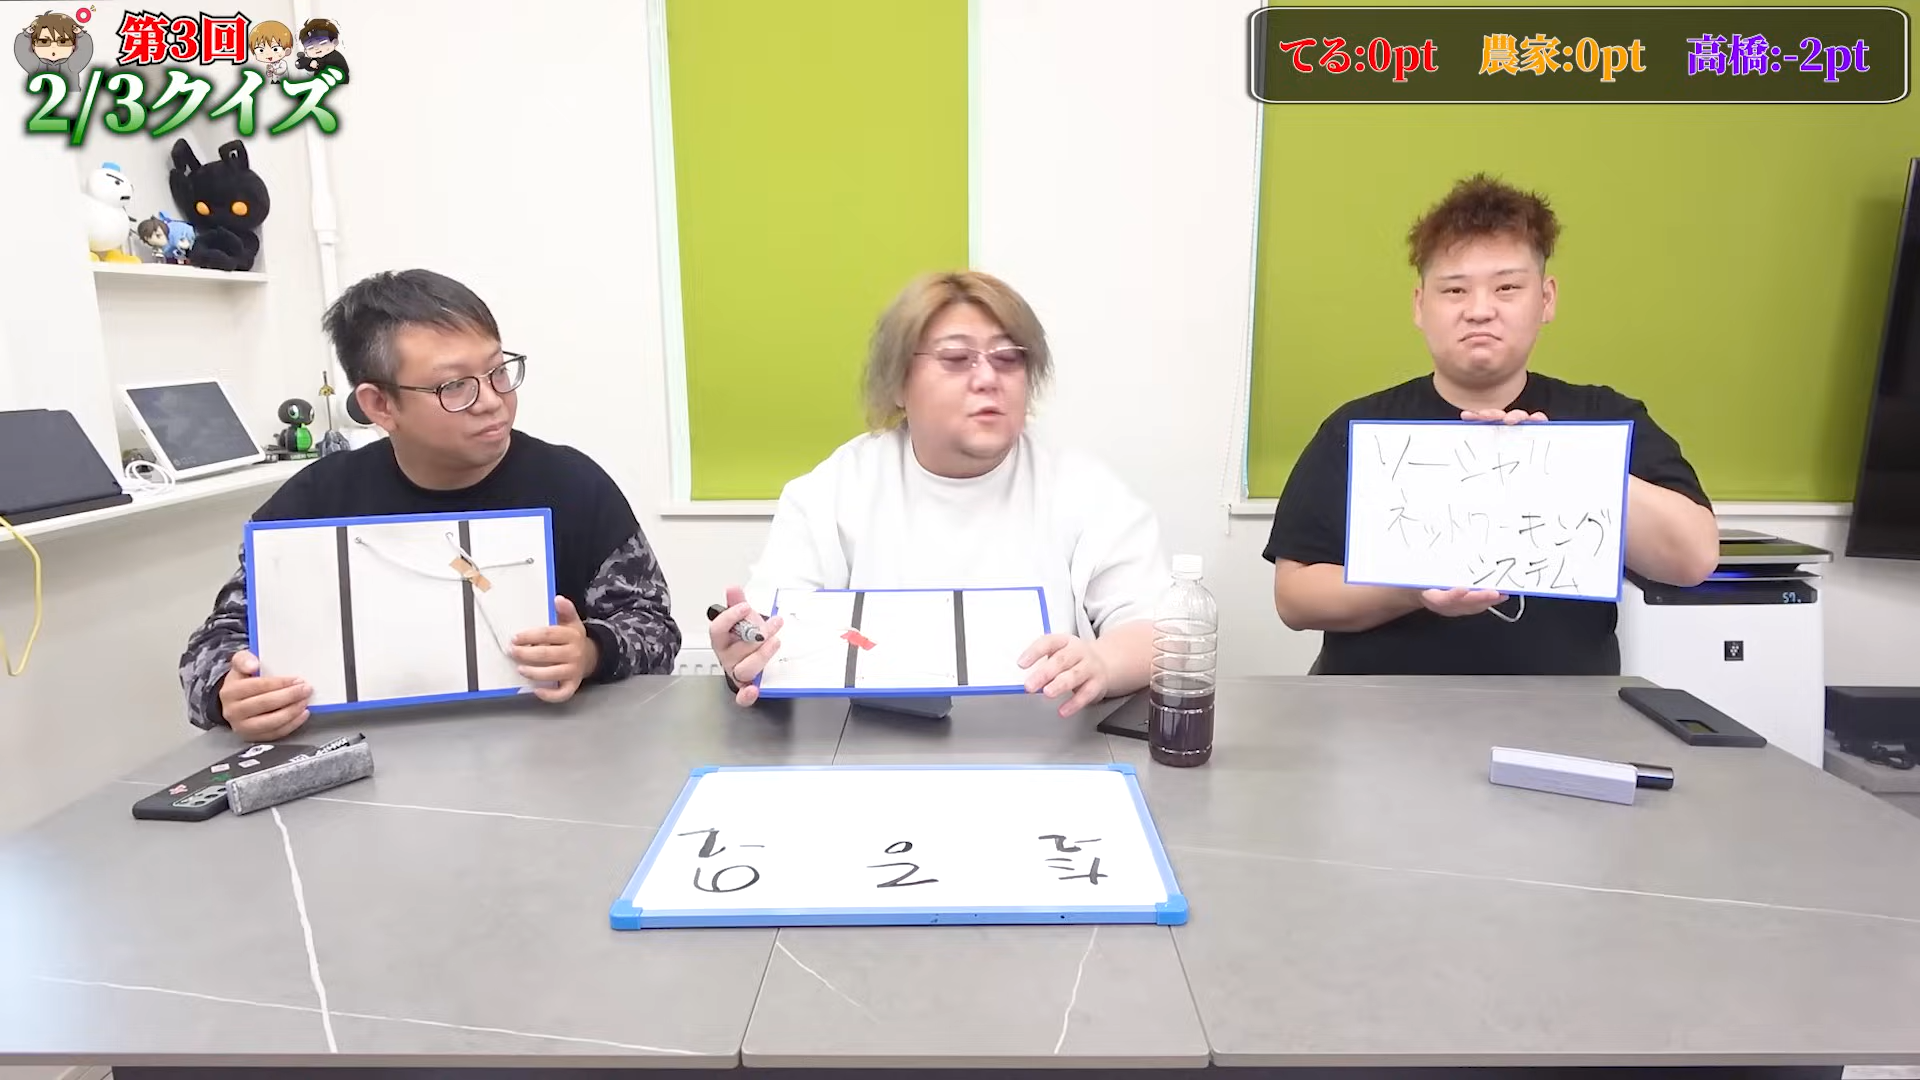 第3回
2/3クイズ
てる:0pt 農家:0pt 高橋:-2pt
ソーシャル
ネットワーキング
システム
57